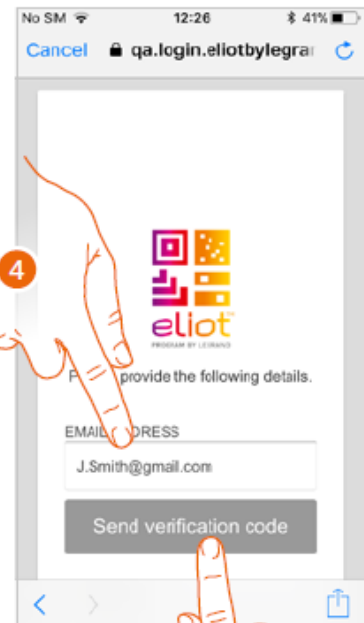 No SM 12:26 41%
Cancel qa.login.eliotbylegra
4
eliot
PROGRAM BY LEGRAND
provide the following details.
EMAIL
J.Smith@gmail.com
Send verification code